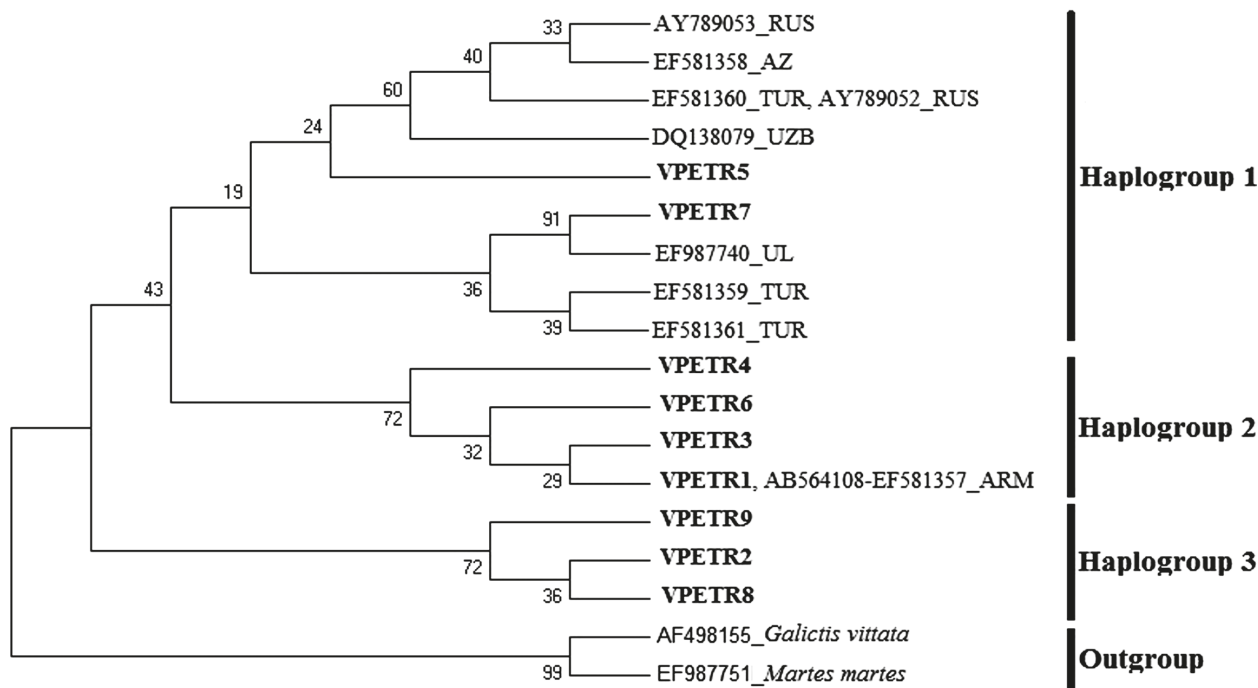 33
AY789053_RUS
EF581358_AZ
40
EF581360_TUR, AY789052_RUS
60
DQ138079_UZB
24
VPETR5
19
VPETR7
91
EF987740_UL
36
EF581359_TUR
39
EF581361_TUR
Haplogroup 1
43
VPETR4
72
VPETR6
32
VPETR3
29
VPETR1, AB564108-EF581357_ARM
Haplogroup 2
VPETR9
72
VPETR2
36
VPETR8
Haplogroup 3
AF498155_Galictis vittata
99
EF987751_Martes martes
Outgroup